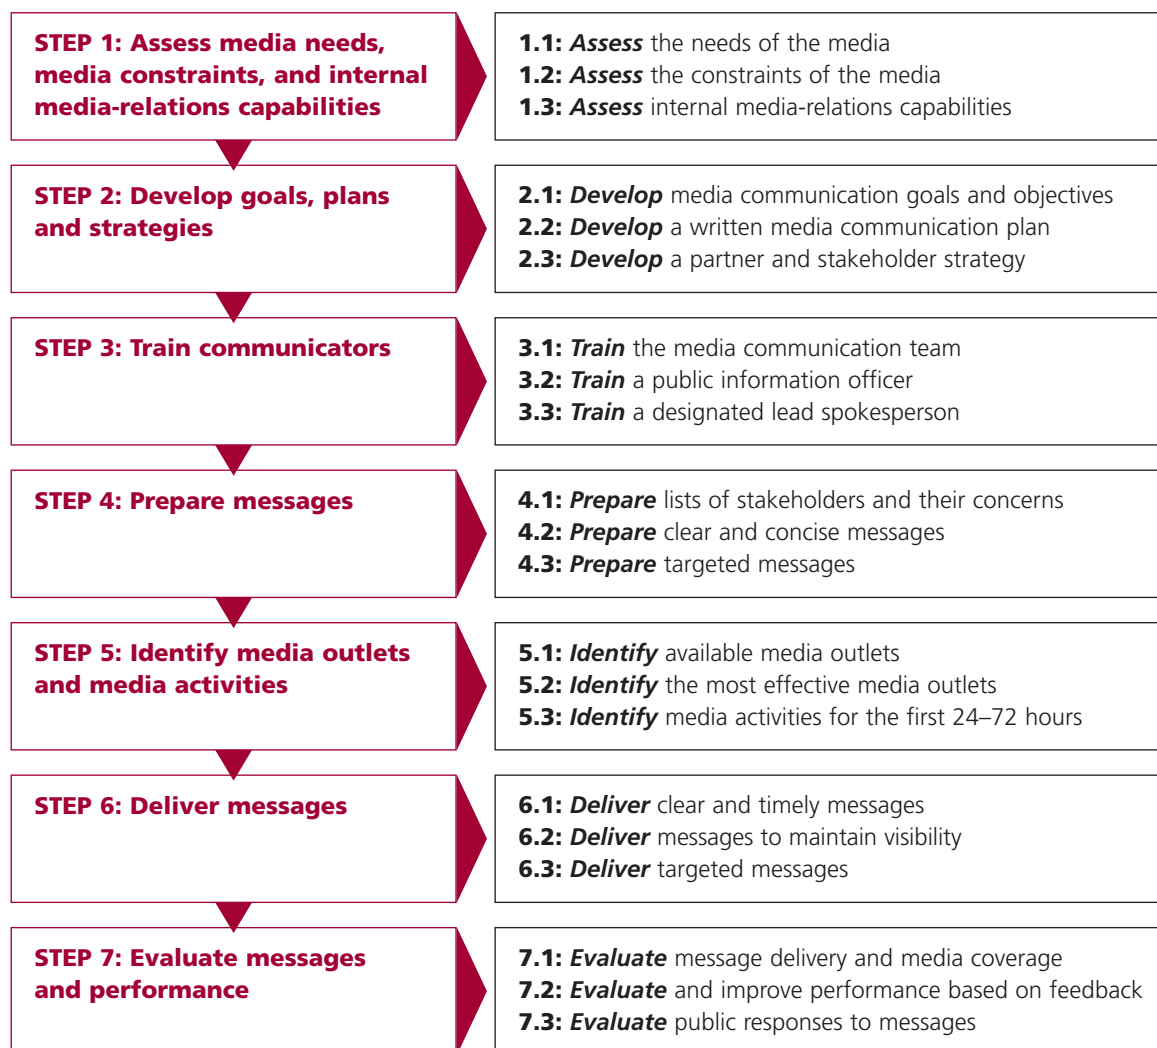 STEP 1: Assess media needs,
media constraints, and internal
media-relations capabilities
1.1: Assess the needs of the media
1.2: Assess the constraints of the media
1.3: Assess internal media-relations capabilities
STEP 2: Develop goals, plans
and strategies
2.1: Develop media communication goals and objectives
2.2: Develop a written media communication plan
2.3: Develop a partner and stakeholder strategy
STEP 3: Train communicators
3.1: Train the media communication team
3.2: Train a public information officer
3.3: Train a designated lead spokesperson
STEP 4: Prepare messages
4.1: Prepare lists of stakeholders and their concerns
4.2: Prepare clear and concise messages
4.3: Prepare targeted messages
STEP 5: Identify media outlets
and media activities
5.1: Identify available media outlets
5.2: Identify the most effective media outlets
5.3: Identify media activities for the first 24–72 hours
STEP 6: Deliver messages
6.1: Deliver clear and timely messages
6.2: Deliver messages to maintain visibility
6.3: Deliver targeted messages
STEP 7: Evaluate messages
and performance
7.1: Evaluate message delivery and media coverage
7.2: Evaluate and improve performance based on feedback
7.3: Evaluate public responses to messages